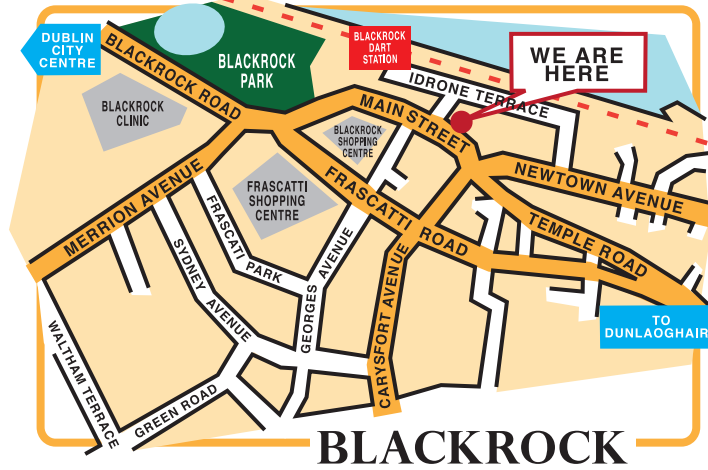 DUBLIN
CITY
CENTRE
BLACKROCK ROAD
BLACKROCK
PARK
BLACKROCK
DART
STATION
WE ARE
HERE
IDRONE TERRACE
BLACKROCK
CLINIC
MAIN STREET
BLACKROCK
SHOPPING
CENTRE
MERRION AVENUE
FRASCATTI
SHOPPING
CENTRE
FRASCATTI ROAD
NEWTOWN AVENUE
FRASCATI PARK
TEMPLE ROAD
SYDNEY AVENUE
GEORGES AVENUE
CARYSFORT AVENUE
TO
DUNLAOGHAIR
WALTHAM TERRACE
GREEN ROAD
BLACKROCK